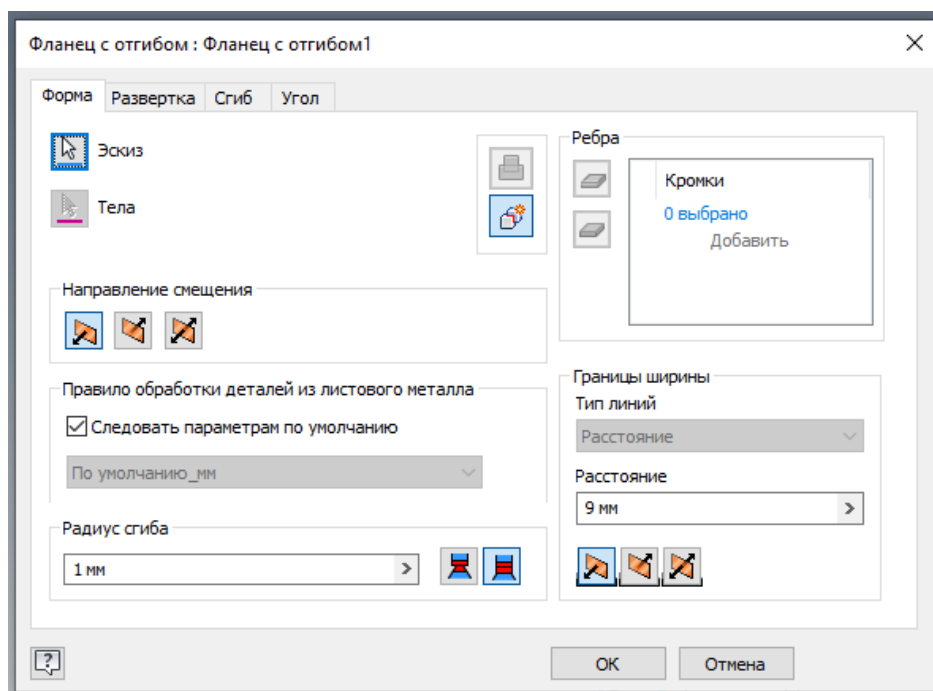 Фланец с отгибом : Фланец с отгибом1
Форма
Развертка
Сгиб
Угол
Эскиз
Тела
Ребра
Кромки
0 выбрано
Добавить
Направление смещения
Правило обработки деталей из листового металла
Следовать параметрам по умолчанию
По умолчанию_мм
Радиус сгиба
1 мм
Границы ширины
Тип линий
Расстояние
Расстояние
9 мм
?
OK
Отмена